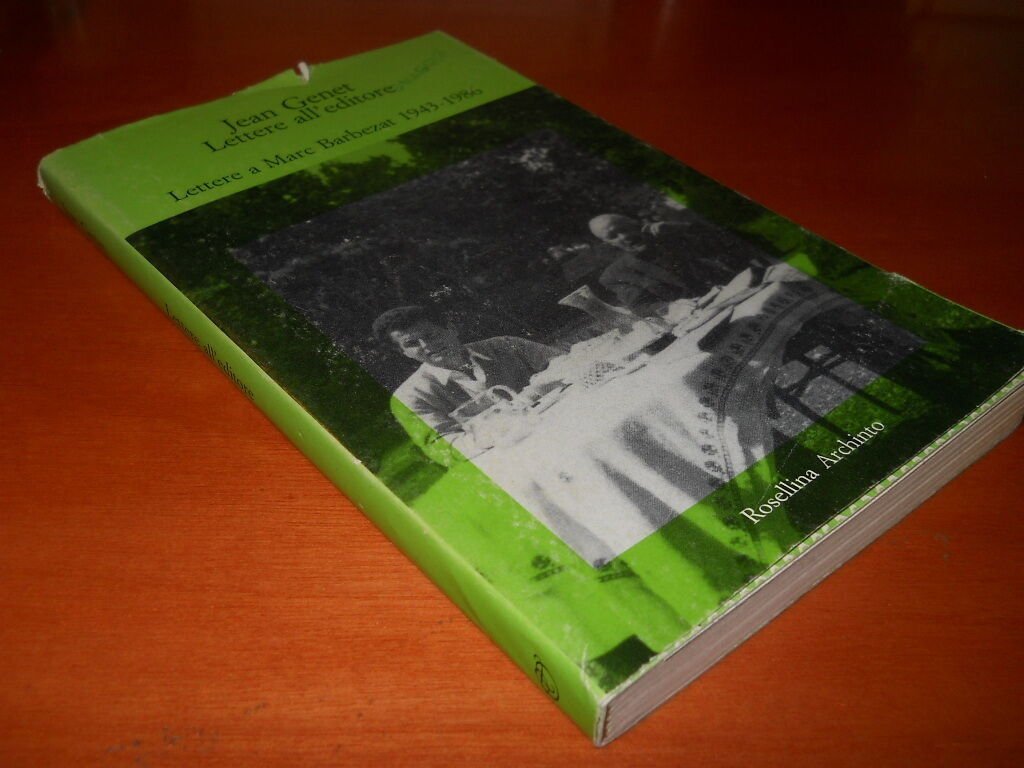 Jean Genet
Lettere all'editore
Lettere a Marc Barbezat 1943-1986
Lettere all'editore
Rosellina Archinto